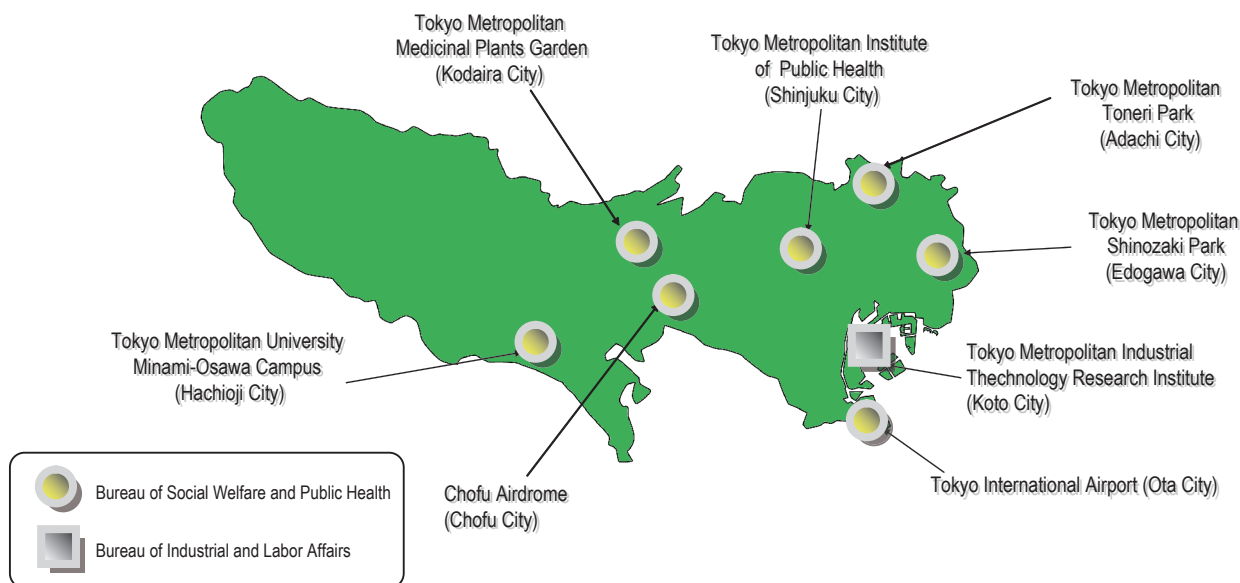 Tokyo Metropolitan
Medicinal Plants Garden
(Kodaira City)
Tokyo Metropolitan Institute
of Public Health
(Shinjuku City)
Tokyo Metropolitan
Toneri Park
(Adachi City)
Tokyo Metropolitan
Shinozaki Park
(Edogawa City)
Tokyo Metropolitan University
Minami-Osawa Campus
(Hachioji City)
Tokyo Metropolitan Industrial
Thechnology Research Institute
(Koto City)
Chofu Airdrome
(Chofu City)
Tokyo International Airport (Ota City)
Bureau of Social Welfare and Public Health
Bureau of Industrial and Labor Affairs